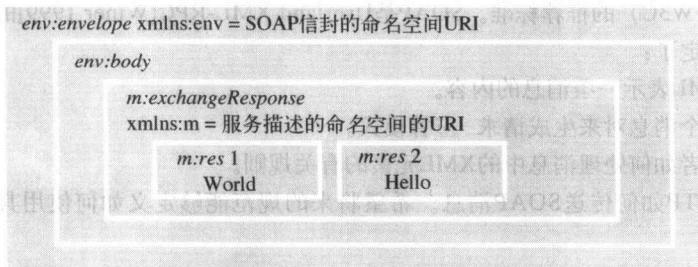 env:envelope xmlns:env = SOAP信封的命名空间URI
env:body
m:exchangeResponse
xmlns:m = 服务描述的命名空间的URI
m:res 1 m:res 2
World Hello